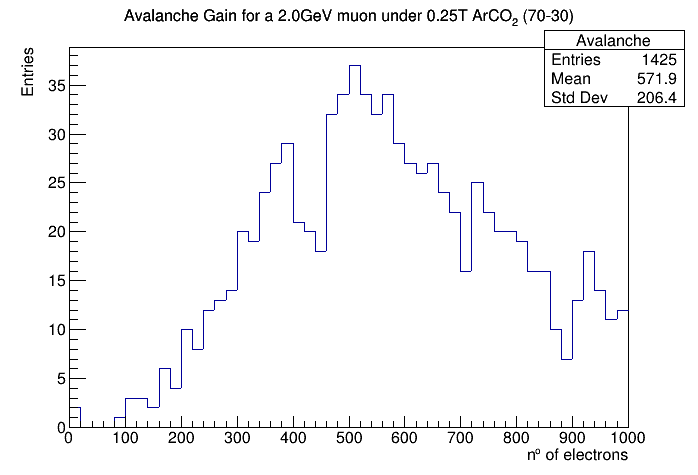 Avalanche Gain for a 2.0GeV muon under 0.25T ArCO2 (70-30)
Avalanche
Entries 1425
Mean 571.9
Std Dev 206.4
Entries
35
30
25
20
15
10
5
0
0 100 200 300 400 500 600 700 800 900 1000
nº of electrons